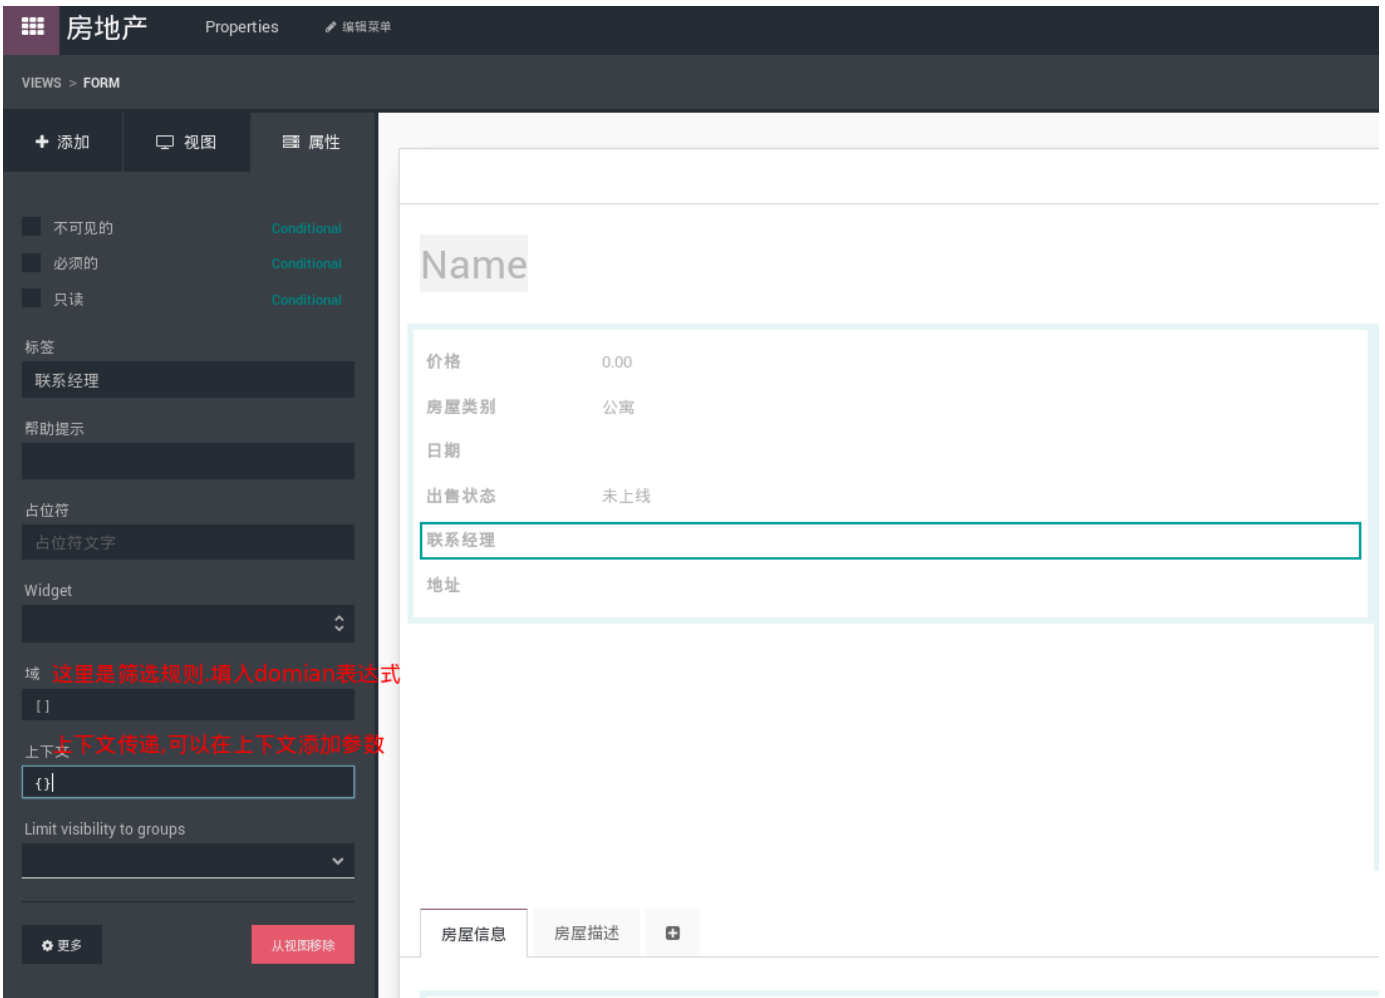 房地产 Properties 编辑菜单
VIEWS > FORM
添加 视图 属性
不可见的 Conditional
必须的 Conditional
只读 Conditional
标签
联系经理
帮助提示
占位符
占位符文字
Widget
域 这里是筛选规则.填入domian表达式
[]
上下文传递,可以在上下文添加参数
上下文
{}
Limit visibility to groups
更多 从视图移除
Name
价格 0.00
房屋类别 公寓
日期
出售状态 未上线
联系经理
地址
房屋信息 房屋描述